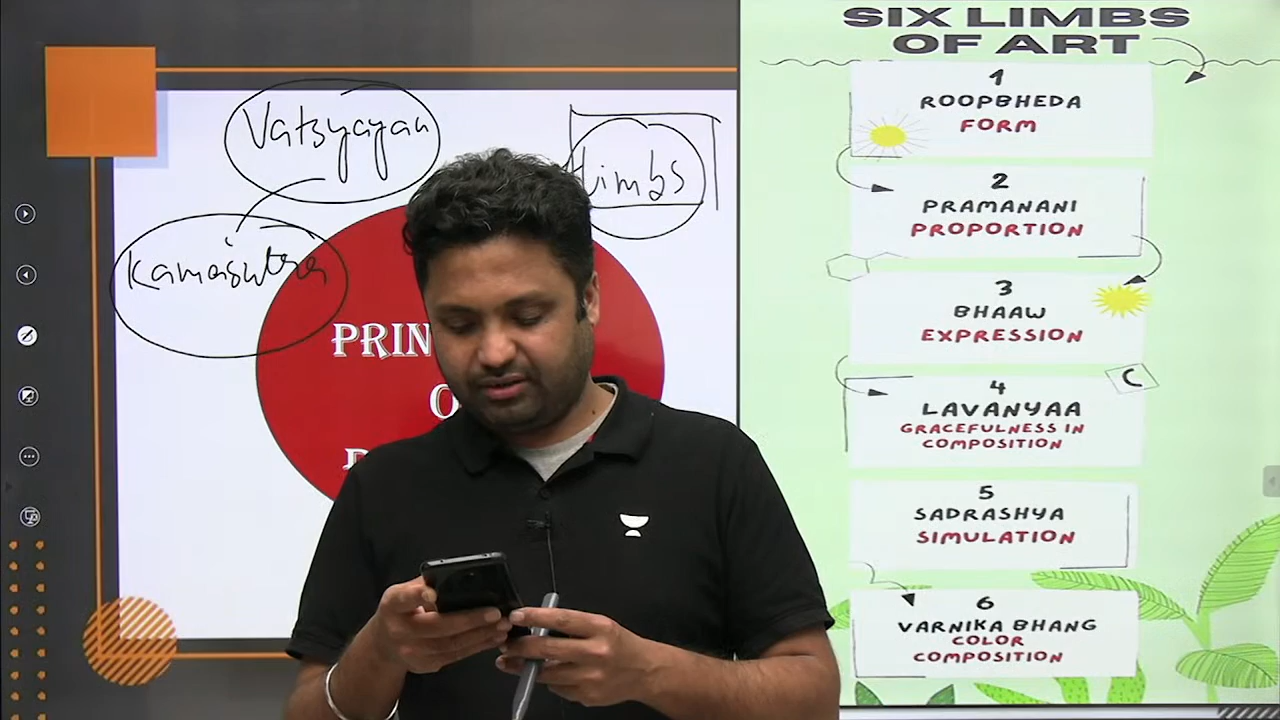 Vatsyayan
Kamasutra
Limbs
PRIN
SIX LIMBS
OF ART
1
ROOPBHEDA
FORM
2
PRAMANANI
PROPORTION
3
BHAAW
EXPRESSION
C
4
LAVANYAA
GRACEFULNESS IN
COMPOSITION
5
SADRASHYA
SIMULATION
6
VARNIKA BHANG
COLOR
COMPOSITION